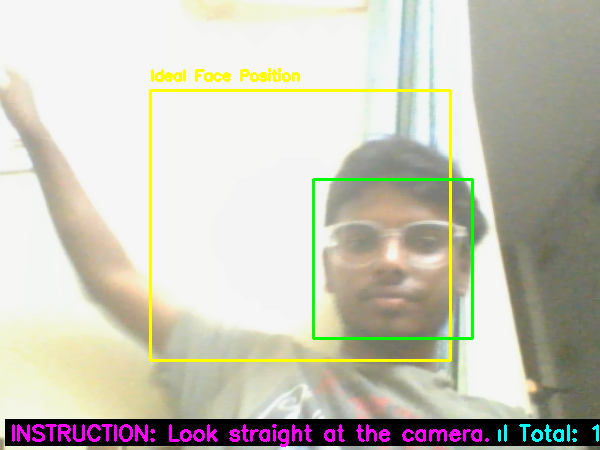 Ideal Face Position
INSTRUCTION: Look straight at the camera. Total: 1